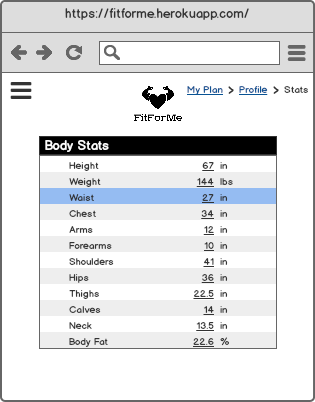 https://fitforme.herokuapp.com/
FitForMe
My Plan > Profile > Stats
Body Stats
Height 67 in
Weight 144 lbs
Waist 27 in
Chest 34 in
Arms 12 in
Forearms 10 in
Shoulders 41 in
Hips 36 in
Thighs 22.5 in
Calves 14 in
Neck 13.5 in
Body Fat 22.6 %